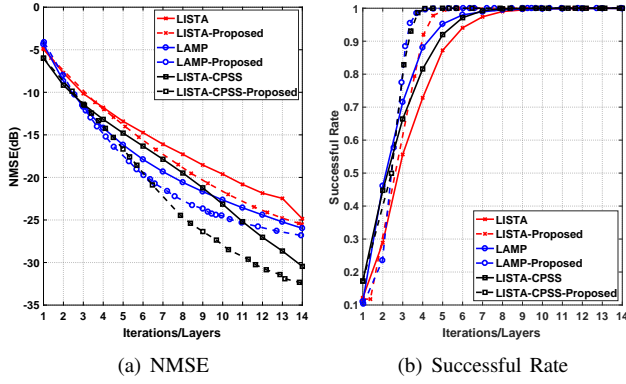 0
-5
-10
-15
-20
-25
-30
-35
NMSE(dB)
1 2 3 4 5 6 7 8 9 10 11 12 13 14
Iterations/Layers
LISTA
LISTA-Proposed
LAMP
LAMP-Proposed
LISTA-CPSS
LISTA-CPSS-Proposed
(a) NMSE
1
0.9
0.8
0.7
0.6
0.5
0.4
0.3
0.2
0.1
Successful Rate
1 2 3 4 5 6 7 8 9 10 11 12 13 14
Iterations/Layers
LISTA
LISTA-Proposed
LAMP
LAMP-Proposed
LISTA-CPSS
LISTA-CPSS-Proposed
(b) Successful Rate